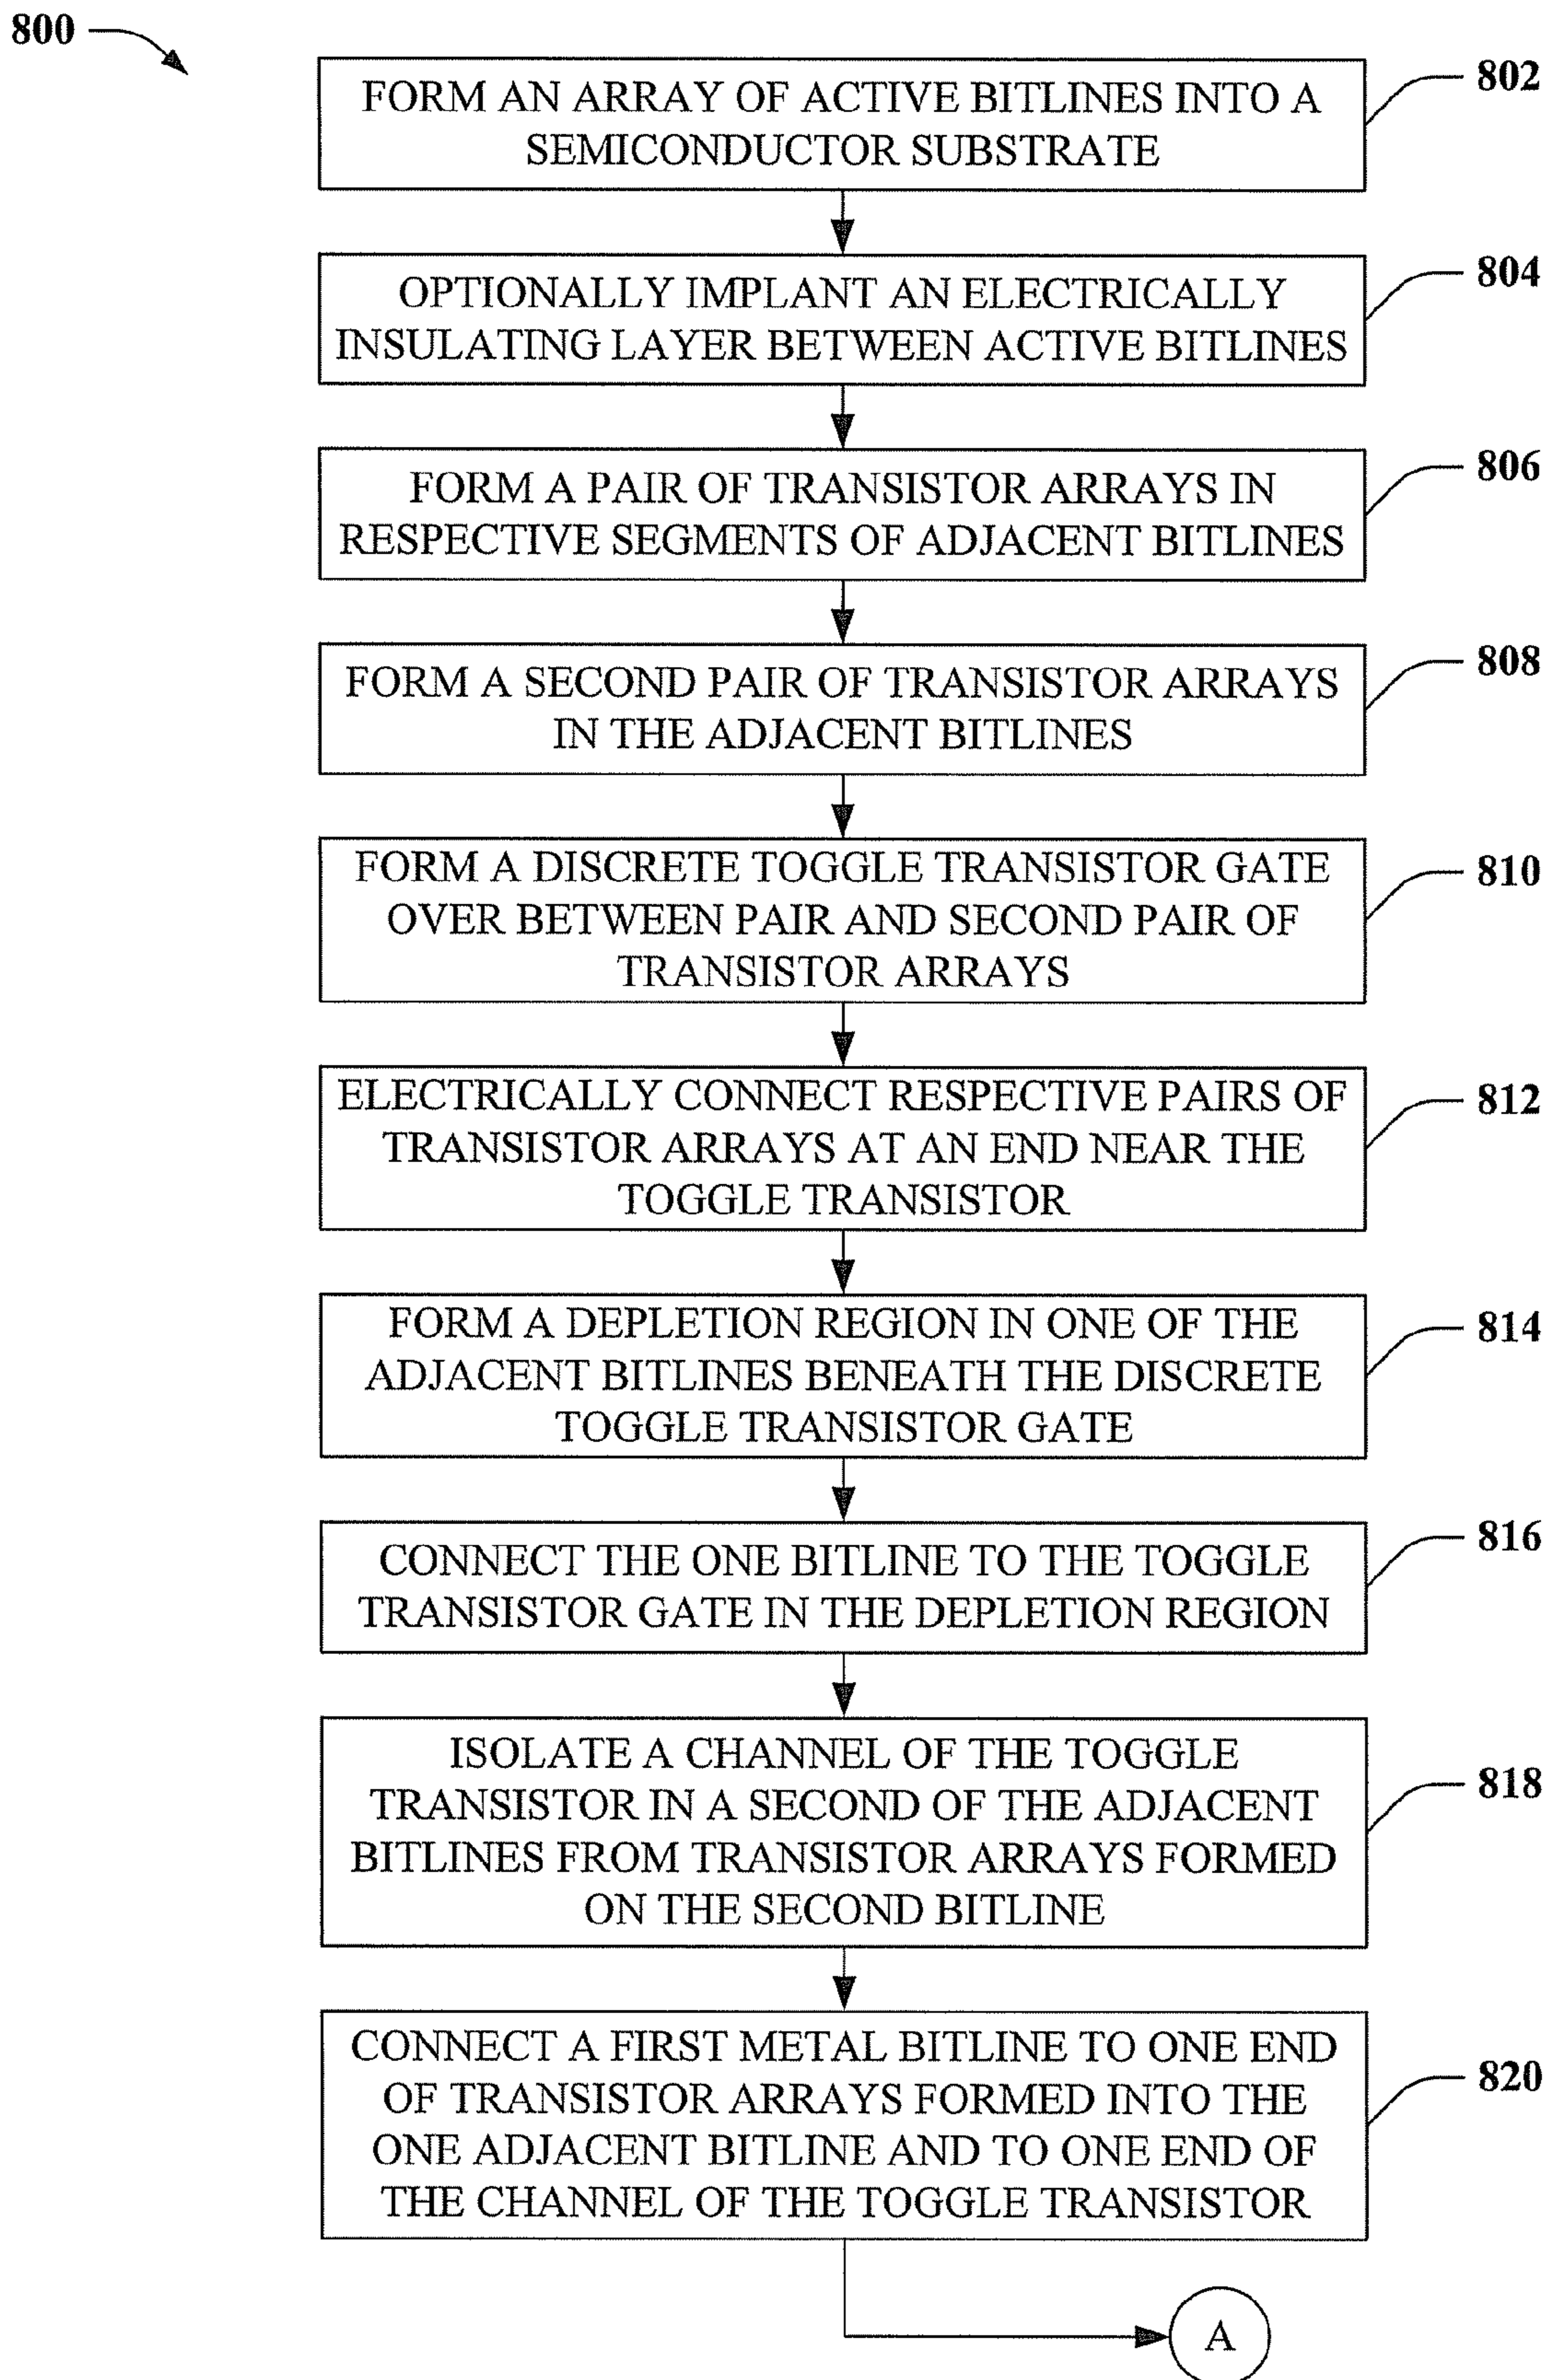 800
802
FORM AN ARRAY OF ACTIVE BITLINES INTO A
SEMICONDUCTOR SUBSTRATE
804
OPTIONALLY IMPLANT AN ELECTRICALLY
INSULATING LAYER BETWEEN ACTIVE BITLINES
806
FORM A PAIR OF TRANSISTOR ARRAYS IN
RESPECTIVE SEGMENTS OF ADJACENT BITLINES
808
FORM A SECOND PAIR OF TRANSISTOR ARRAYS
IN THE ADJACENT BITLINES
810
FORM A DISCRETE TOGGLE TRANSISTOR GATE
OVER BETWEEN PAIR AND SECOND PAIR OF
TRANSISTOR ARRAYS
812
ELECTRICALLY CONNECT RESPECTIVE PAIRS OF
TRANSISTOR ARRAYS AT AN END NEAR THE
TOGGLE TRANSISTOR
814
FORM A DEPLETION REGION IN ONE OF THE
ADJACENT BITLINES BENEATH THE DISCRETE
TOGGLE TRANSISTOR GATE
816
CONNECT THE ONE BITLINE TO THE TOGGLE
TRANSISTOR GATE IN THE DEPLETION REGION
818
ISOLATE A CHANNEL OF THE TOGGLE
TRANSISTOR IN A SECOND OF THE ADJACENT
BITLINES FROM TRANSISTOR ARRAYS FORMED
ON THE SECOND BITLINE
820
CONNECT A FIRST METAL BITLINE TO ONE END
OF TRANSISTOR ARRAYS FORMED INTO THE
ONE ADJACENT BITLINE AND TO ONE END OF
THE CHANNEL OF THE TOGGLE TRANSISTOR
A